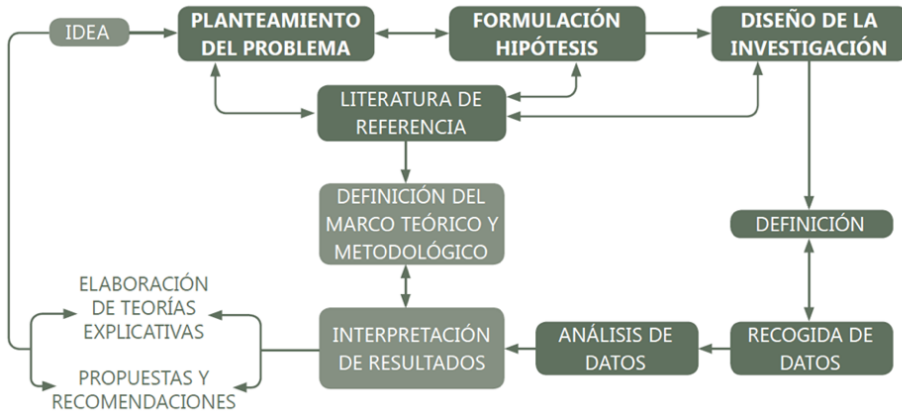 IDEA
PLANTEAMIENTO
DEL PROBLEMA
FORMULACIÓN
HIPÓTESIS
DISEÑO DE LA
INVESTIGACIÓN
LITERATURA DE
REFERENCIA
DEFINICIÓN DEL
MARCO TEÓRICO Y
METODOLÓGICO
DEFINICIÓN
ELABORACIÓN
DE TEORÍAS
EXPLICATIVAS
PROPUESTAS Y
RECOMENDACIONES
INTERPRETACIÓN
DE RESULTADOS
ANÁLISIS DE
DATOS
RECOGIDA DE
DATOS